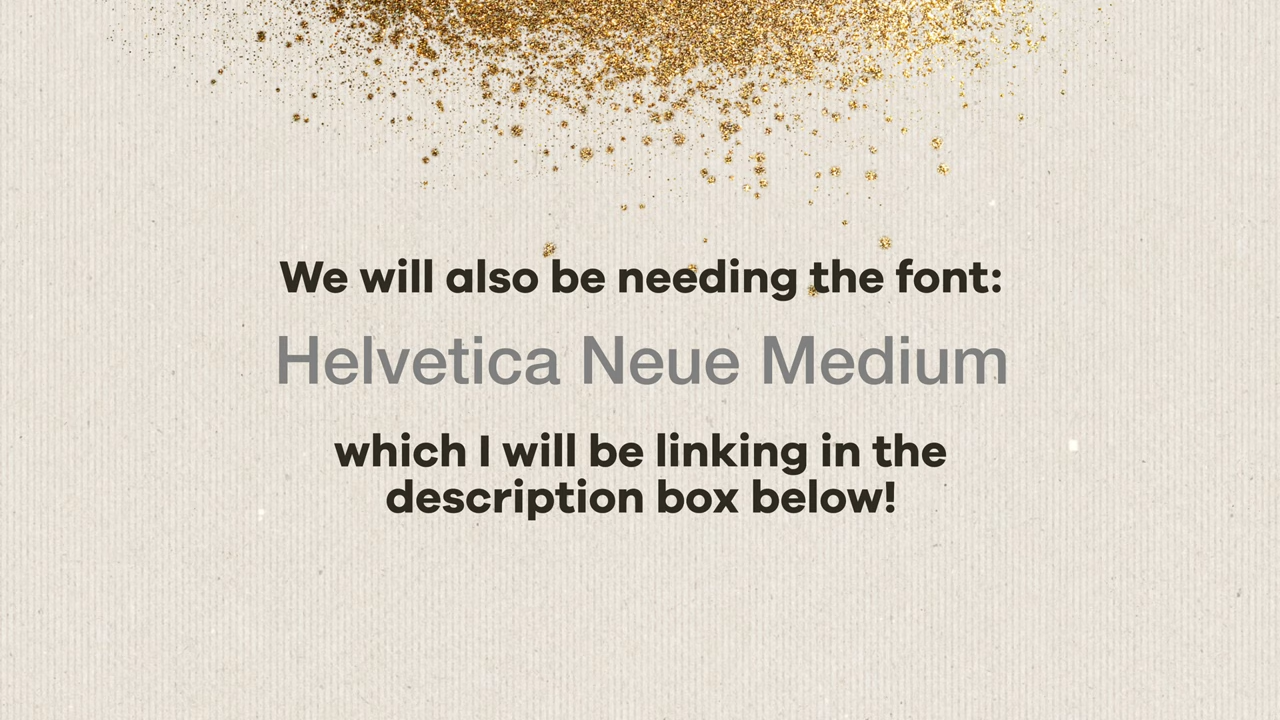 We will also be needing the font:
Helvetica Neue Medium
which I will be linking in the
description box below!